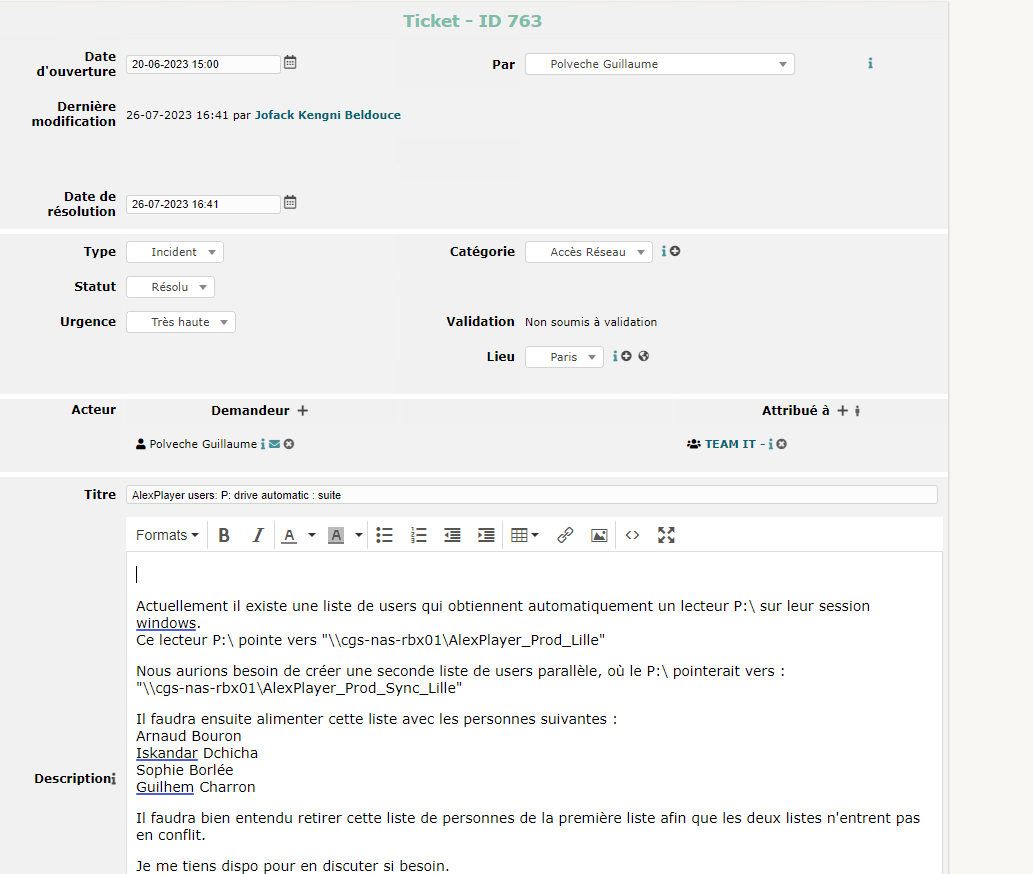 Ticket - ID 763
Date d'ouverture
20-06-2023 15:00
Par
Polveche Guillaume
Dernière modification
26-07-2023 16:41 par Jofack Kengni Beldouce
Date de résolution
26-07-2023 16:41
Type
Incident
Catégorie
Accès Réseau
Statut
Résolu
Urgence
Très haute
Validation
Non soumis à validation
Lieu
Paris
Acteur
Demandeur
Attribué à
Polveche Guillaume
TEAM IT -
Titre
AlexPlayer users: P: drive automatic : suite
Formats
Description
Actuellement il existe une liste de users qui obtiennent automatiquement un lecteur P:\ sur leur session
windows.
Ce lecteur P:\ pointe vers "\\cgs-nas-rbx01\AlexPlayer_Prod_Lille"
Nous aurions besoin de créer une seconde liste de users parallèle, où le P:\ pointerait vers :
"\\cgs-nas-rbx01\AlexPlayer_Prod_Sync_Lille"
Il faudra ensuite alimenter cette liste avec les personnes suivantes :
Arnaud Bouron
Iskandar Dchicha
Sophie Borlée
Guilhem Charron
Il faudra bien entendu retirer cette liste de personnes de la première liste afin que les deux listes n'entrent pas
en conflit.
Je me tiens dispo pour en discuter si besoin.